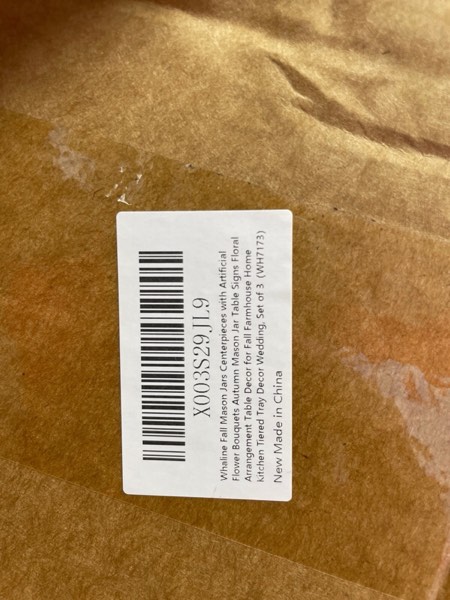 X003S29JL9
Whaline Fall Mason Jars Centerpieces with Artificial
Flower Bouquets Autumn Mason Jar Table Signs Floral
Arrangement Table Decor for Fall Farmhouse Home
Kitchen Tiered Tray Decor Wedding, Set of 3 (WH7173)
New Made in China